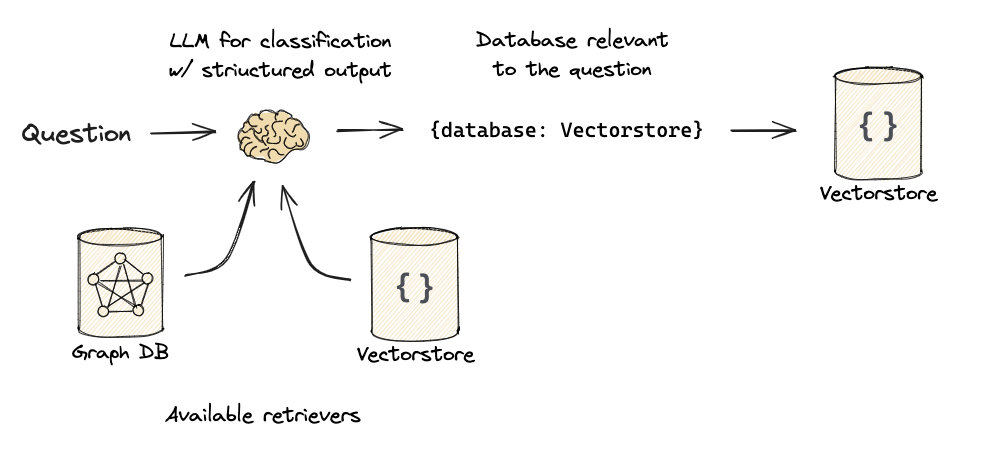 LLM for classification
w/ striuctured output
Database relevant
to the question
Question
{database: Vectorstore}
{ }
Vectorstore
{ }
Graph DB
Vectorstore
Available retrievers